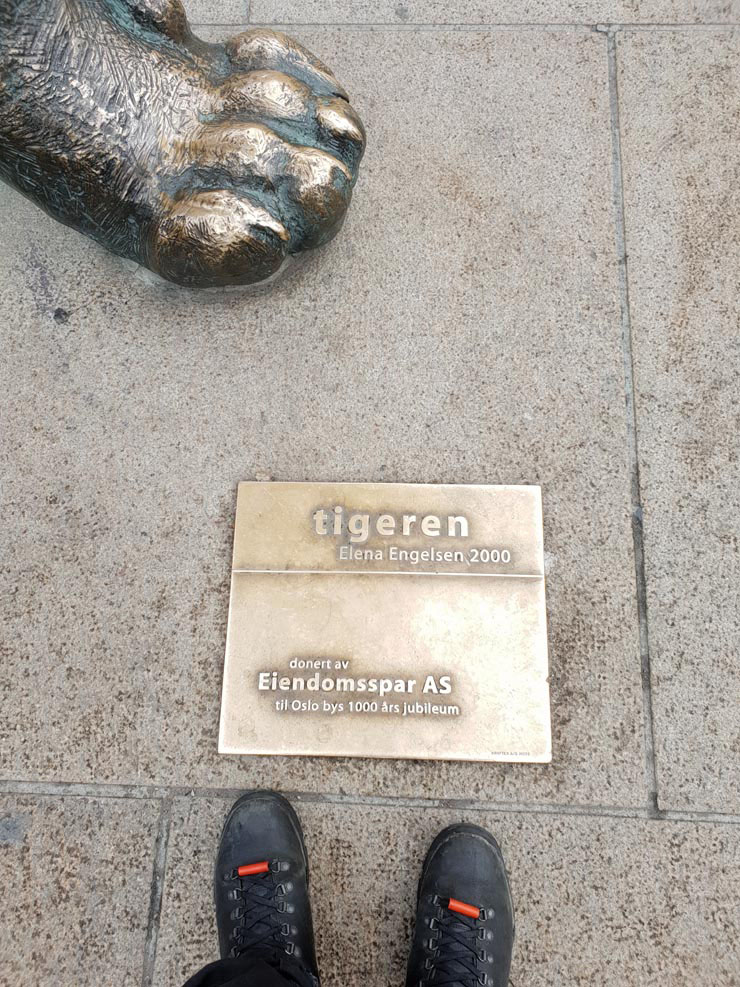 tigeren
Elena Engelsen 2000
donert av
Eiendomsspar AS
til Oslo bys 1000 års jubileum